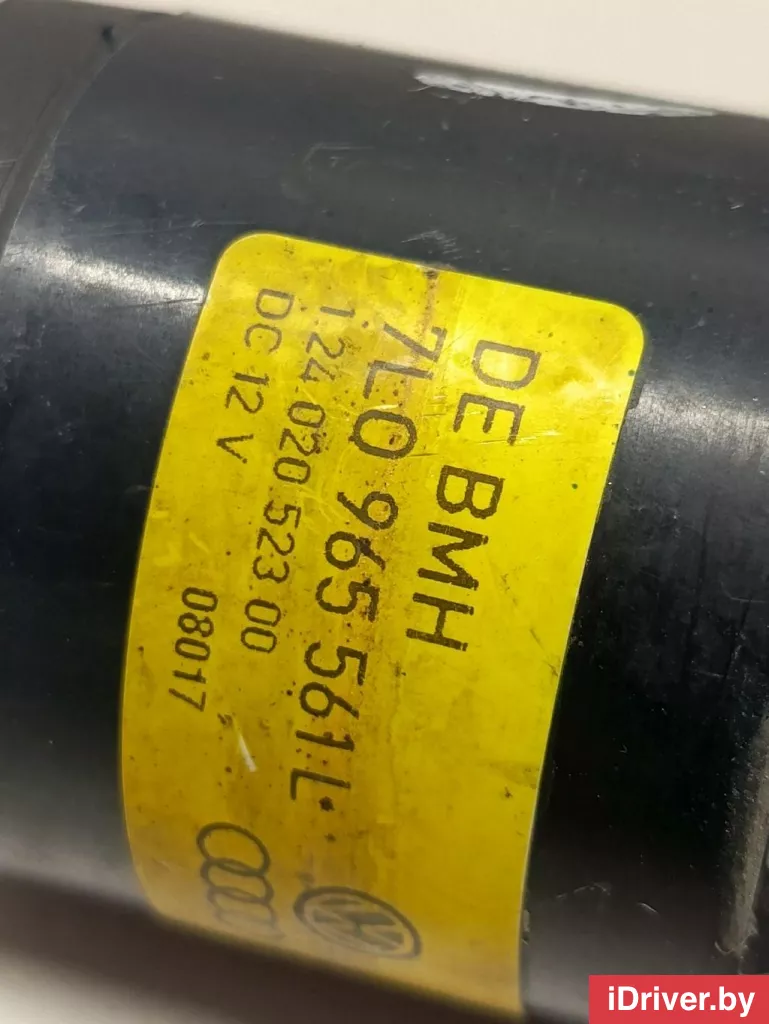 DE BMH
7L0 965 561 L
1.24 020 523 00
DC 12 V
08017
iDriver.by